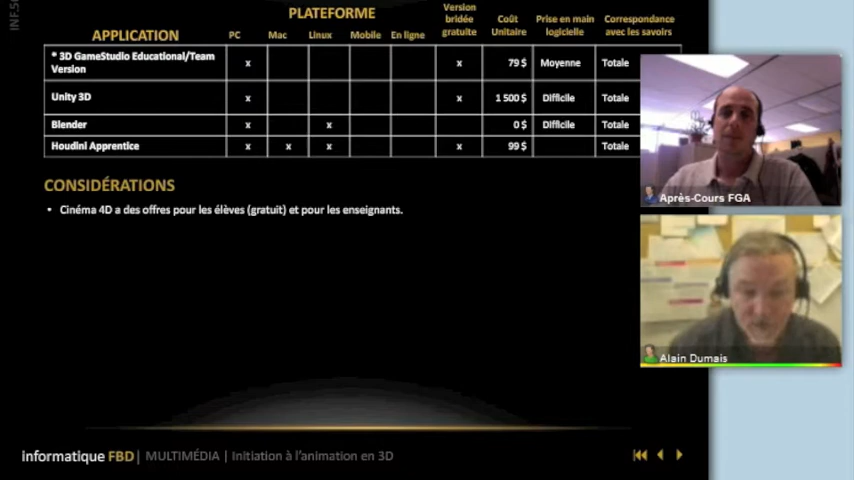 INF.5
PLATEFORME
Version bridée gratuite
Coût Unitaire
Prise en main logicielle
Correspondance avec les savoirs
APPLICATION
PC
Mac
Linux
Mobile
En ligne
* 3D GameStudio Educational/Team Version
x
x
79 $
Moyenne
Totale
Unity 3D
x
x
1 500 $
Difficile
Totale
Blender
x
x
0 $
Difficile
Totale
Houdini Apprentice
x
x
x
x
99 $
Totale
CONSIDÉRATIONS
• Cinéma 4D a des offres pour les élèves (gratuit) et pour les enseignants.
Après-Cours FGA
Alain Dumais
informatique FBD | MULTIMÉDIA | Initiation à l'animation en 3D